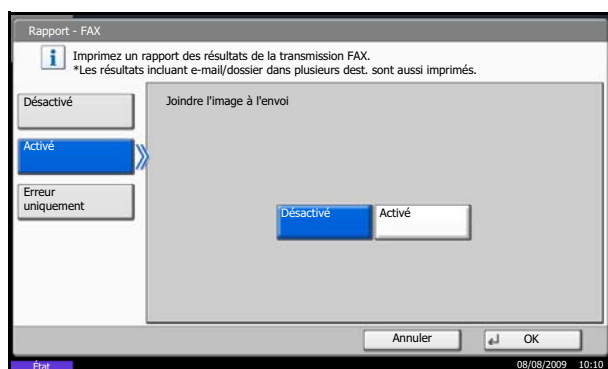 Rapport - FAX
Imprimez un rapport des résultats de la transmission FAX.
*Les résultats incluant e-mail/dossier dans plusieurs dest. sont aussi imprimés.
Désactivé
Joindre l'image à l'envoi
Activé
Erreur
uniquement
Désactivé
Activé
Annuler
OK
État
08/08/2009 10:10